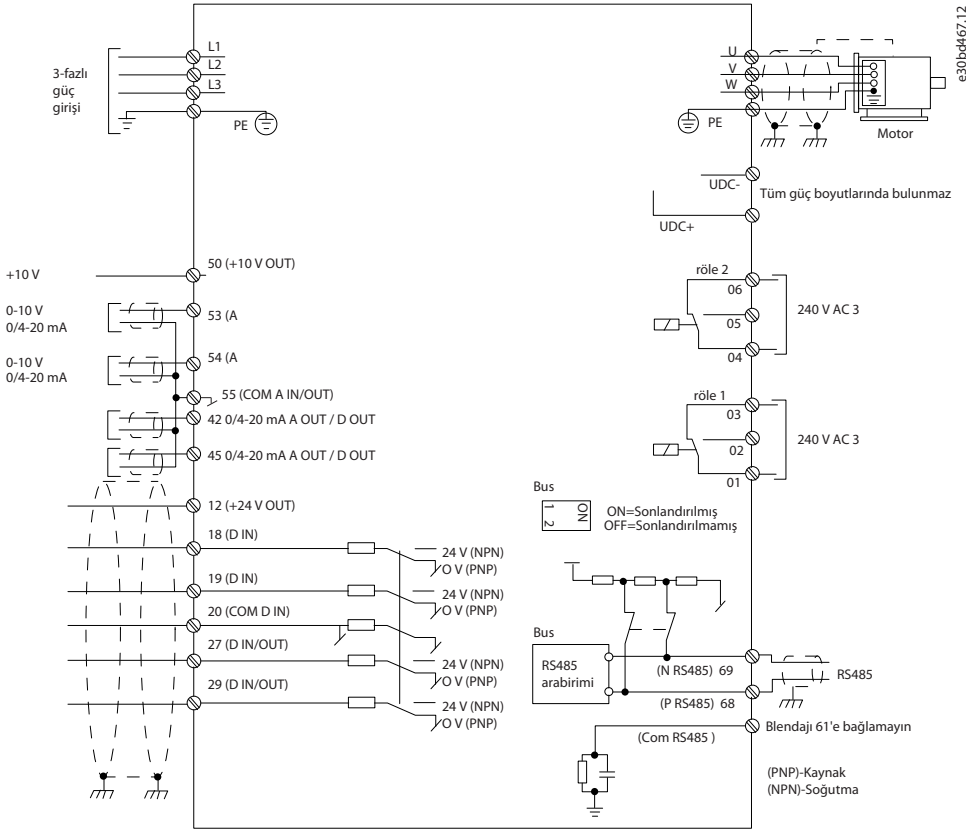 e30bd467.12
3-fazlı
güç
girişi
L1
L2
L3
PE
U
V
W
PE
Motor
UDC-
Tüm güç boyutlarında bulunmaz
UDC+
+10 V
50 (+10 V OUT)
0-10 V
0/4-20 mA
53 (A
0-10 V
0/4-20 mA
54 (A
55 (COM A IN/OUT)
42 0/4-20 mA A OUT / D OUT
45 0/4-20 mA A OUT / D OUT
12 (+24 V OUT)
18 (D IN)
24 V (NPN)
O V (PNP)
19 (D IN)
24 V (NPN)
O V (PNP)
20 (COM D IN)
27 (D IN/OUT)
24 V (NPN)
O V (PNP)
29 (D IN/OUT)
24 V (NPN)
O V (PNP)
röle 2
06
05
04
240 V AC 3
röle 1
03
02
01
240 V AC 3
Bus
1
2
ON
ON=Sonlandırılmış
OFF=Sonlandırılmamış
Bus
RS485
arabirimi
(N RS485) 69
(P RS485) 68
RS485
(Com RS485 )
Blendajı 61'e bağlamayın
(PNP)-Kaynak
(NPN)-Soğutma